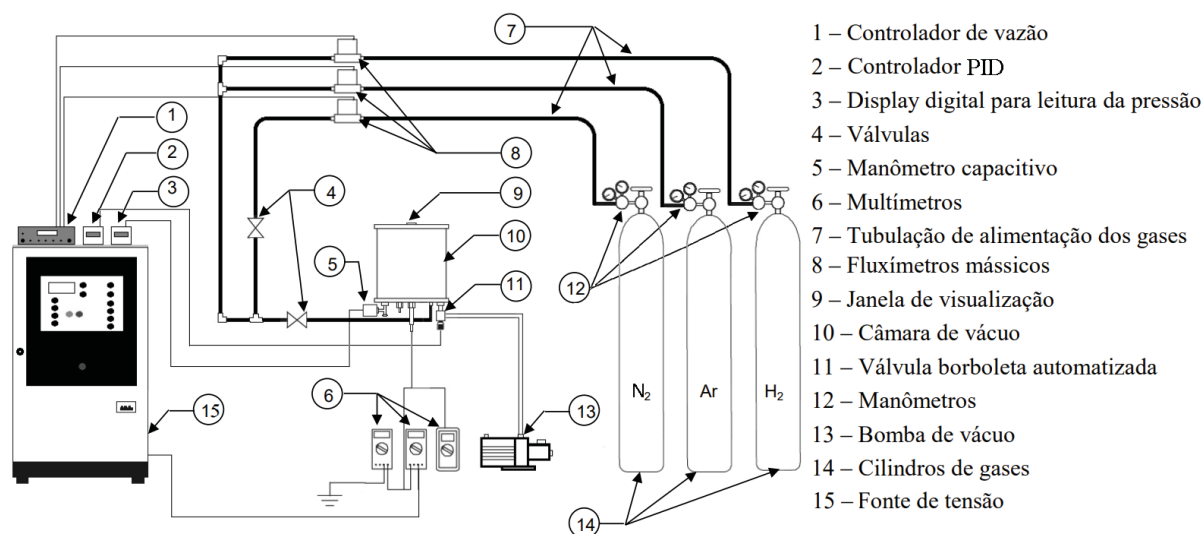 7
1
2
3
8
4
9
10
5
11
12
6
13
15
14
N2
Ar
H2
1 – Controlador de vazão
2 – Controlador PID
3 – Display digital para leitura da pressão
4 – Válvulas
5 – Manômetro capacitivo
6 – Multímetros
7 – Tubulação de alimentação dos gases
8 – Fluxímetros mássicos
9 – Janela de visualização
10 – Câmara de vácuo
11 – Válvula borboleta automatizada
12 – Manômetros
13 – Bomba de vácuo
14 – Cilindros de gases
15 – Fonte de tensão